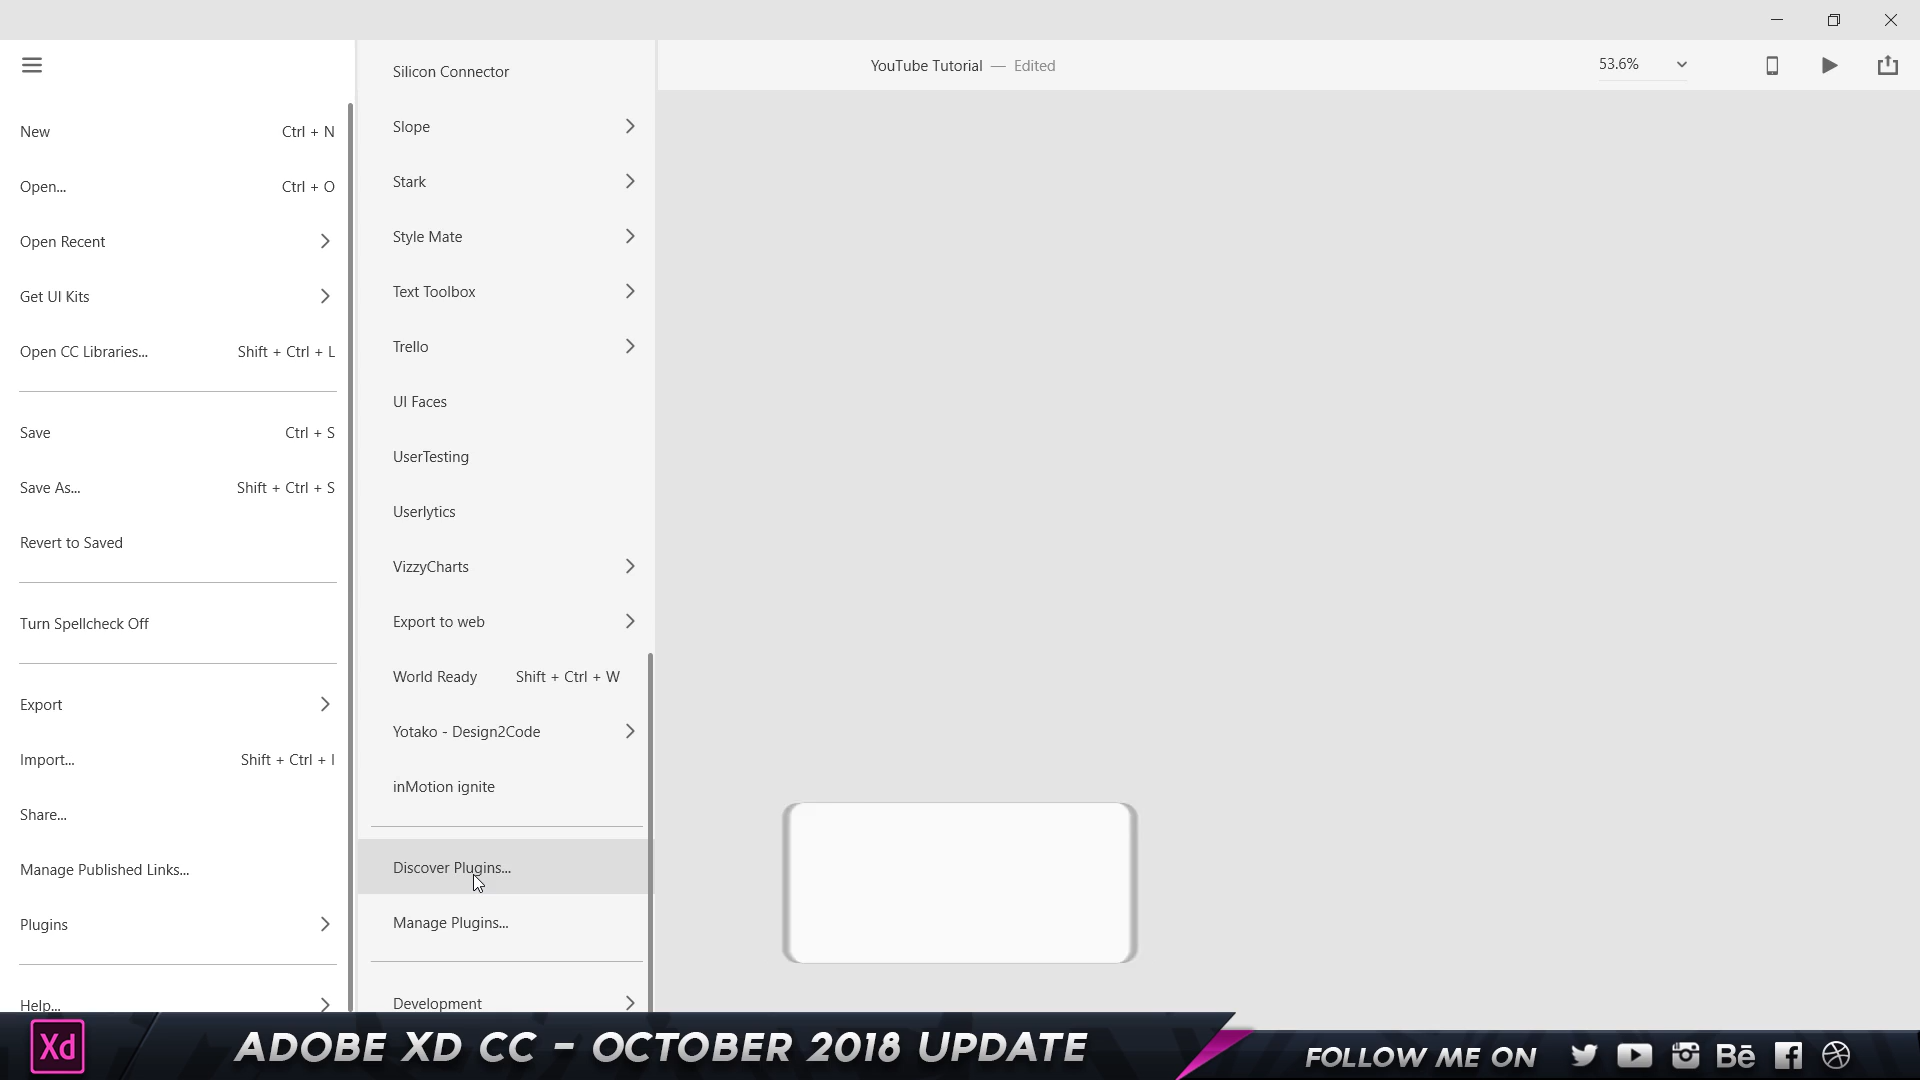 YouTube Tutorial — Edited
53.6%
New Ctrl + N
Open... Ctrl + O
Open Recent
Get UI Kits
Open CC Libraries... Shift + Ctrl + L
Save Ctrl + S
Save As... Shift + Ctrl + S
Revert to Saved
Turn Spellcheck Off
Export
Import... Shift + Ctrl + I
Share...
Manage Published Links...
Plugins
Help...
Silicon Connector
Slope
Stark
Style Mate
Text Toolbox
Trello
UI Faces
UserTesting
Userlytics
VizzyCharts
Export to web
World Ready Shift + Ctrl + W
Yotako - Design2Code
inMotion ignite
Discover Plugins...
Manage Plugins...
Development
Xd
ADOBE XD CC - OCTOBER 2018 UPDATE
FOLLOW ME ON
Bē